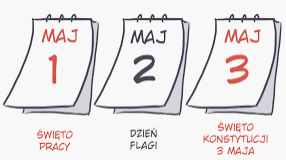 MAJ
1
ŚWIĘTO
PRACY
MAJ
2
DZIEŃ
FLAGI
MAJ
3
ŚWIĘTO
KONSTYTUCJI
3 MAJA